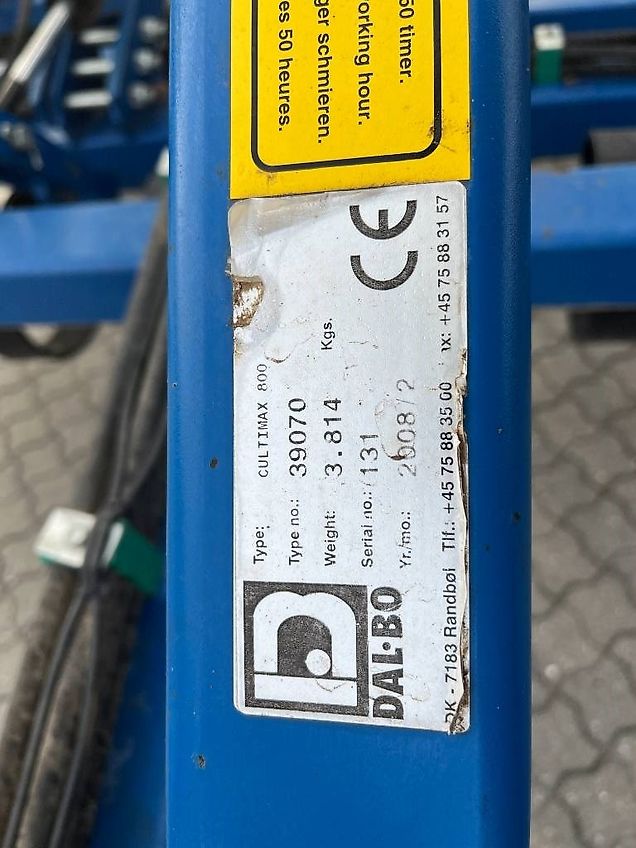 50 timer.
working hour.
ger schmieren.
es 50 heures.
CE
Type: CULTIMAX 800
Type no.: 39070
Weight: 3.814 Kgs.
Serial no.: 131
Yr./mo.: 2008/2
DAL·BO
DK - 7183 Randbøl Tlf.: +45 75 88 35 00 ax: +45 75 88 31 57